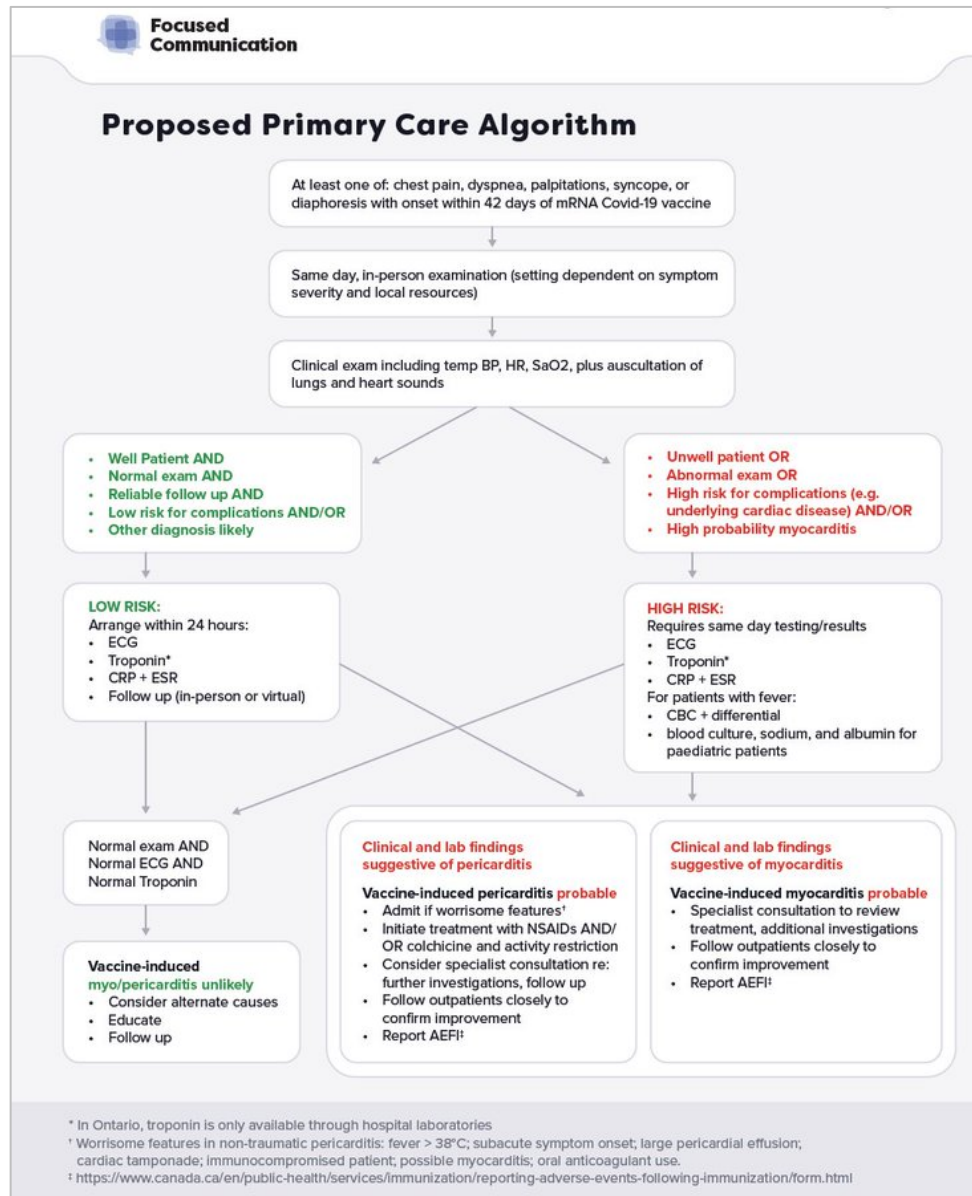 Focused
Communication
Proposed Primary Care Algorithm
At least one of: chest pain, dyspnea, palpitations, syncope, or
diaphoresis with onset within 42 days of mRNA Covid-19 vaccine
Same day, in-person examination (setting dependent on symptom
severity and local resources)
Clinical exam including temp BP, HR, SaO2, plus auscultation of
lungs and heart sounds
• Well Patient AND
• Normal exam AND
• Reliable follow up AND
• Low risk for complications AND/OR
• Other diagnosis likely
• Unwell patient OR
• Abnormal exam OR
• High risk for complications (e.g.
underlying cardiac disease) AND/OR
• High probability myocarditis
LOW RISK:
Arrange within 24 hours:
• ECG
• Troponin*
• CRP + ESR
• Follow up (in-person or virtual)
HIGH RISK:
Requires same day testing/results
• ECG
• Troponin*
• CRP + ESR
For patients with fever:
• CBC + differential
• blood culture, sodium, and albumin for
paediatric patients
Normal exam AND
Normal ECG AND
Normal Troponin
Vaccine-induced
myo/pericarditis unlikely
• Consider alternate causes
• Educate
• Follow up
Clinical and lab findings
suggestive of pericarditis
Vaccine-induced pericarditis probable
• Admit if worrisome features†
• Initiate treatment with NSAIDs AND/
OR colchicine and activity restriction
• Consider specialist consultation re:
further investigations, follow up
• Follow outpatients closely to
confirm improvement
• Report AEFI‡
Clinical and lab findings
suggestive of myocarditis
Vaccine-induced myocarditis probable
• Specialist consultation to review
treatment, additional investigations
• Follow outpatients closely to
confirm improvement
• Report AEFI‡
* In Ontario, troponin is only available through hospital laboratories
† Worrisome features in non-traumatic pericarditis: fever > 38°C; subacute symptom onset; large pericardial effusion;
cardiac tamponade; immunocompromised patient; possible myocarditis; oral anticoagulant use.
‡ https://www.canada.ca/en/public-health/services/immunization/reporting-adverse-events-following-immunization/form.html